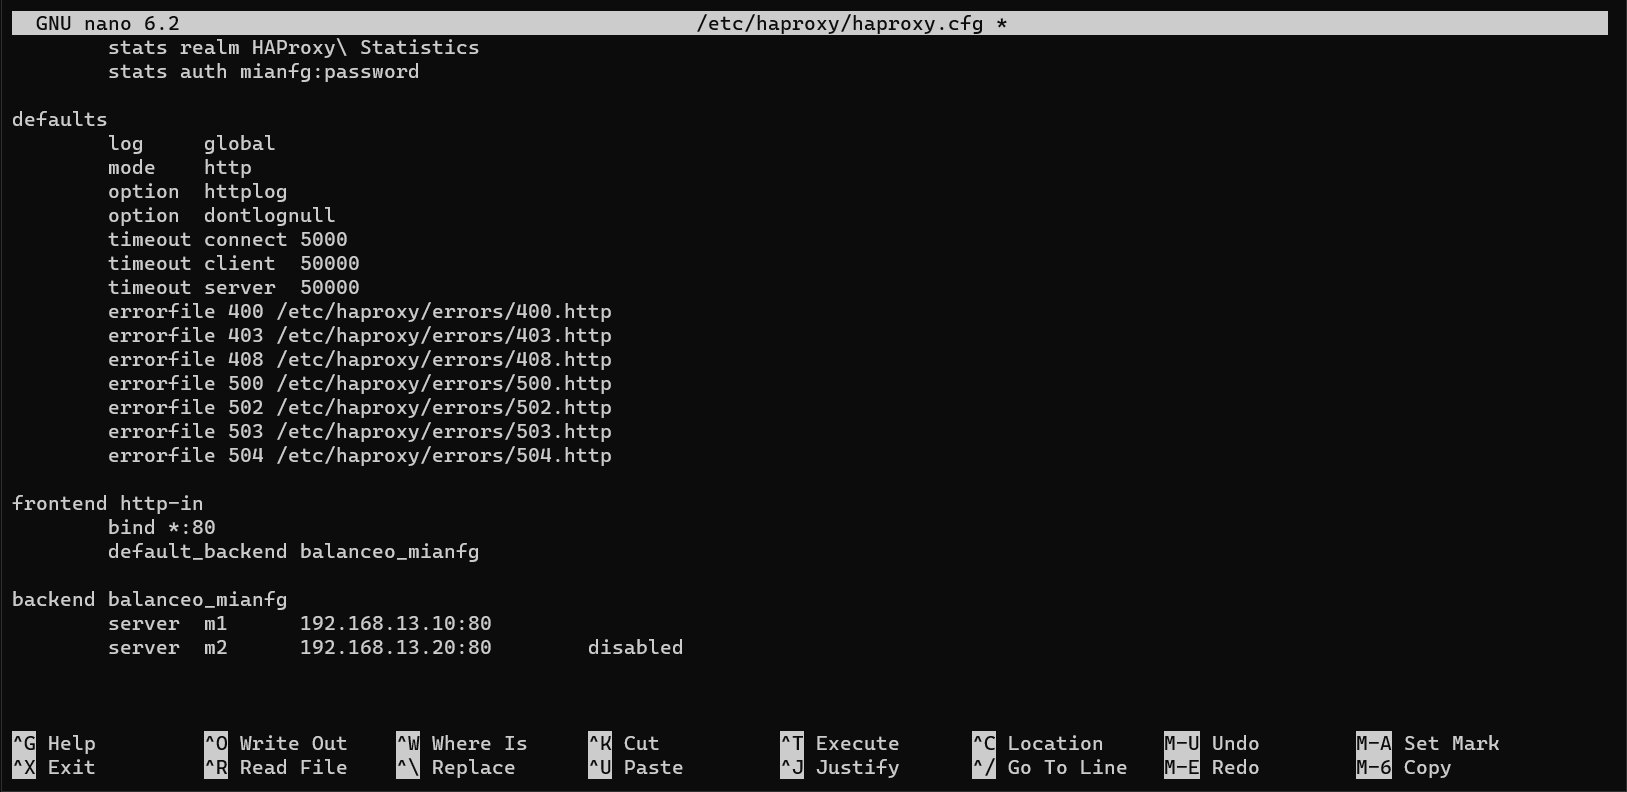 GNU nano 6.2 /etc/haproxy/haproxy.cfg *
stats realm HAProxy\ Statistics
stats auth mianfg:password
defaults
log global
mode http
option httplog
option dontlognull
timeout connect 5000
timeout client 50000
timeout server 50000
errorfile 400 /etc/haproxy/errors/400.http
errorfile 403 /etc/haproxy/errors/403.http
errorfile 408 /etc/haproxy/errors/408.http
errorfile 500 /etc/haproxy/errors/500.http
errorfile 502 /etc/haproxy/errors/502.http
errorfile 503 /etc/haproxy/errors/503.http
errorfile 504 /etc/haproxy/errors/504.http
frontend http-in
bind *:80
default_backend balanceo_mianfg
backend balanceo_mianfg
server m1 192.168.13.10:80
server m2 192.168.13.20:80 disabled
^G Help ^O Write Out ^W Where Is ^K Cut ^T Execute ^C Location M-U Undo M-A Set Mark
^X Exit ^R Read File ^\ Replace ^U Paste ^J Justify ^/ Go To Line M-E Redo M-6 Copy